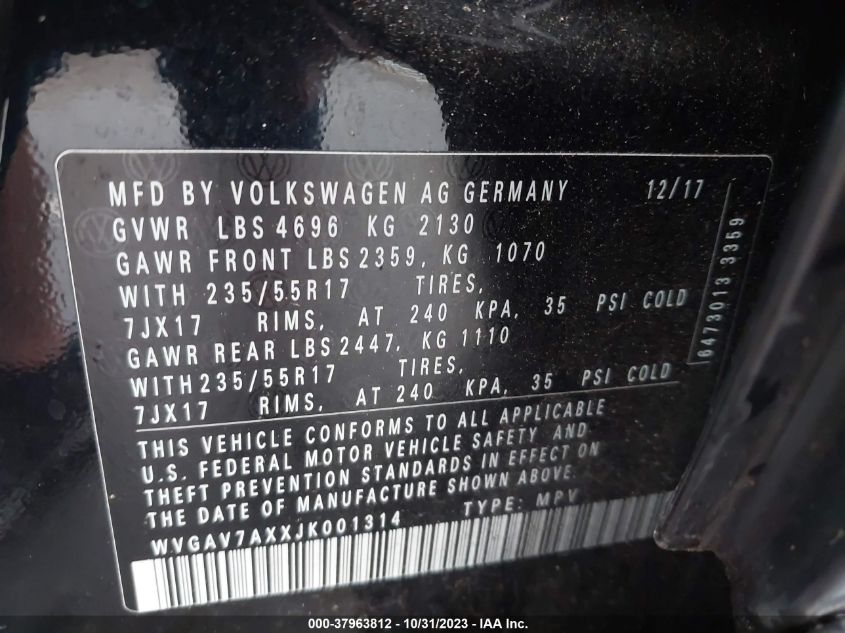 MFD BY VOLKSWAGEN AG GERMANY 12/17
GVWR LBS 4696 KG 2130
GAWR FRONT LBS 2359, KG 1070
WITH 235/55R17 TIRES,
7JX17 RIMS, AT 240 KPA, 35 PSI COLD
GAWR REAR LBS 2447, KG 1110
WITH 235/55R17 TIRES,
7JX17 RIMS, AT 240 KPA, 35 PSI COLD
THIS VEHICLE CONFORMS TO ALL APPLICABLE
U.S. FEDERAL MOTOR VEHICLE SAFETY AND
THEFT PREVENTION STANDARDS IN EFFECT ON
THE DATE OF MANUFACTURE SHOWN ABOVE.
WVGAV7AXXJK001314 TYPE: MPV
8473013 3359
000-37963812 - 10/31/2023 - IAA Inc.